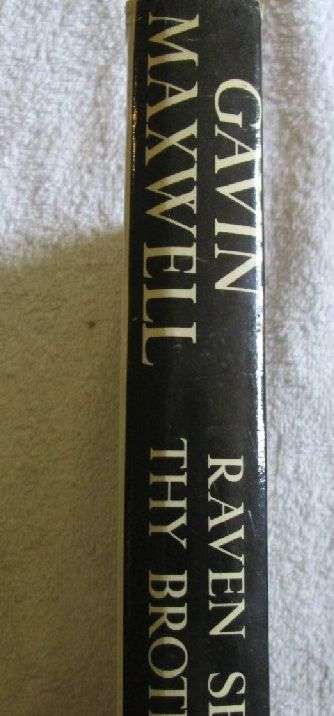 GAVIN
MAXWELL
RAVEN SE
THY BROT